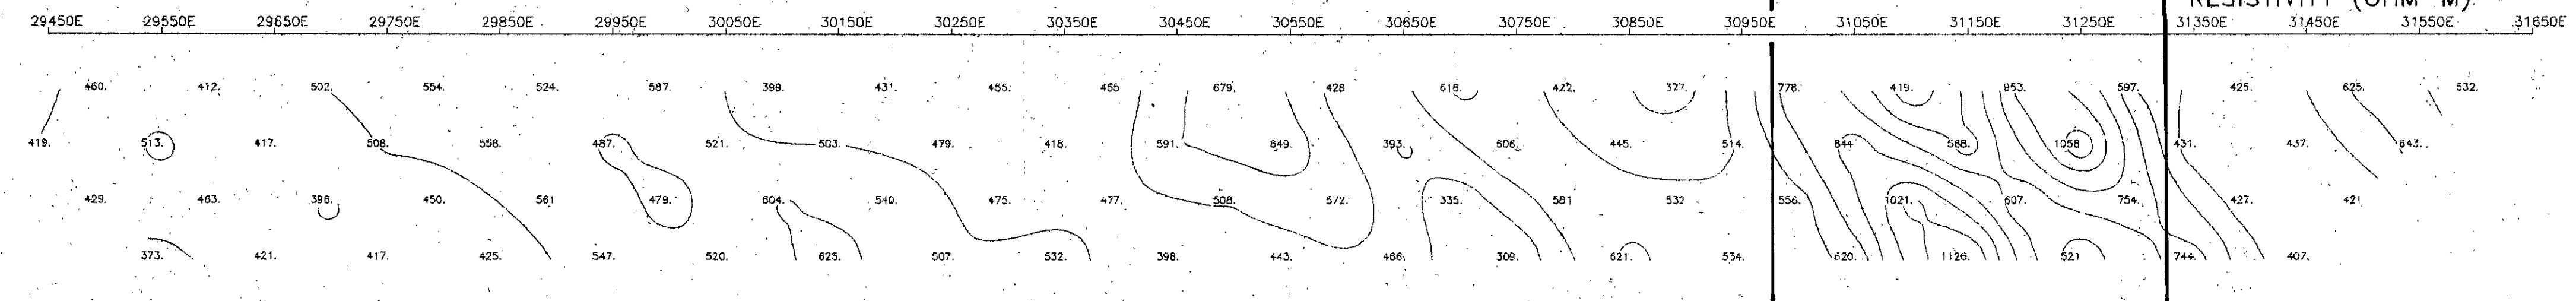 RESISTIVITY (OHM M)
29450E 29550E 29650E 29750E 29850E 29950E 30050E 30150E 30250E 30350E 30450E 30550E 30650E 30750E 30850E 30950E 31050E 31150E 31250E 31350E 31450E 31550E 31650E
460. 412. 502. 554. 524. 587. 399. 431. 455. 455 679. 428 618. 422. 377. 778. 419. 953. 597. 425. 625. 532.
419. 513. 417. 508. 558. 487. 521. 503. 479. 418. 591. 849. 393. 606. 445. 514. 844 568. 1058 431. 437. 643.
429. 463. 396. 450. 561 479. 604. 540. 475. 477. 508. 572. 335. 581 532 556. 1021. 607. 754. 427. 421.
373. 421. 417. 425. 547. 520. 625. 507. 532. 398. 443. 466. 309. 621. 534. 620. 1126. 521 744. 407.